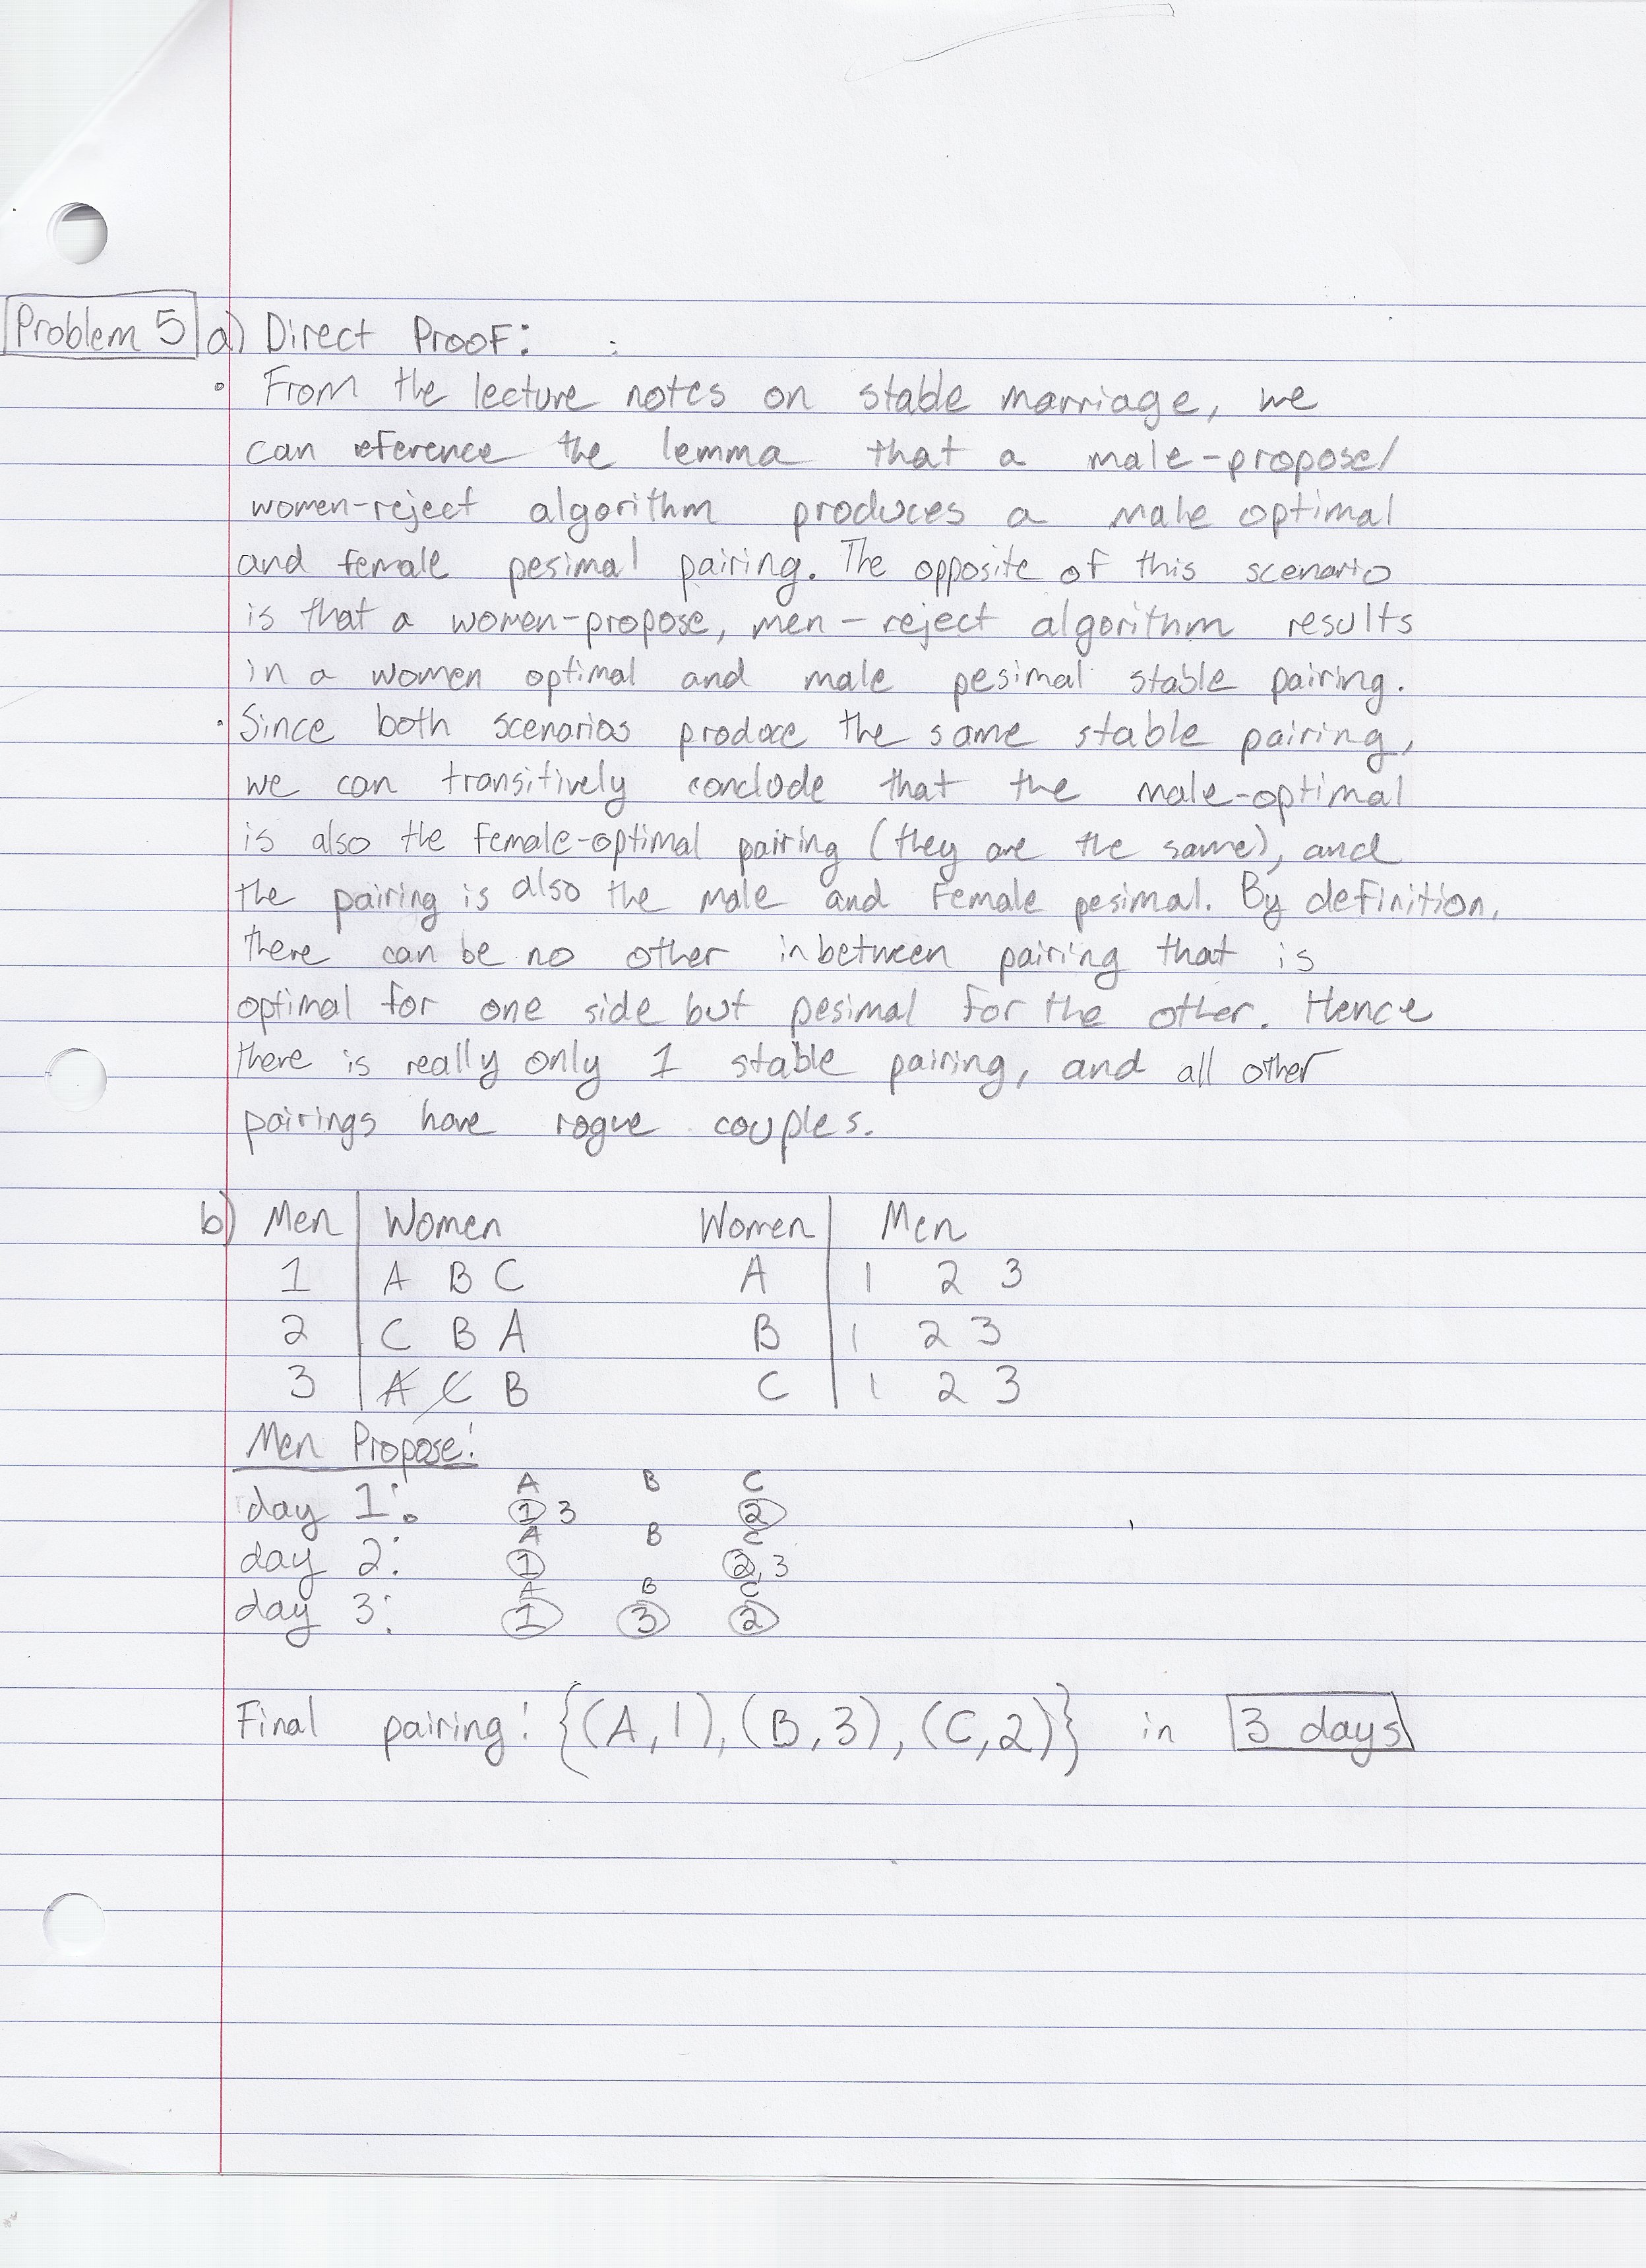 Problem 5 a) Direct Proof:
• From the lecture notes on stable marriage, we
can eference the lemma that a male-propose/
women-reject algorithm produces a male optimal
and female pesimal pairing. The opposite of this scenario
is that a women-propose, men-reject algorithm results
in a women optimal and male pesimal stable pairing.
• Since both scenarios produce the same stable pairing,
we can transitively conclude that the male-optimal
is also the female-optimal pairing (they are the same), and
the pairing is also the male and female pesimal. By definition,
there can be no other inbetween pairing that is
optimal for one side but pesimal for the other. Hence
there is really only 1 stable pairing, and all other
pairings have rogue couples.
b) Men | Women Women | Men
1 | A B C A | 1 2 3
2 | C B A B | 1 2 3
3 | A C B C | 1 2 3
Men Propose:
A B C
day 1: 1 3 2
A B C
day 2: 1 2, 3
A B C
day 3: 1 3 2
Final pairing: {(A,1), (B,3), (C,2)} in 3 days